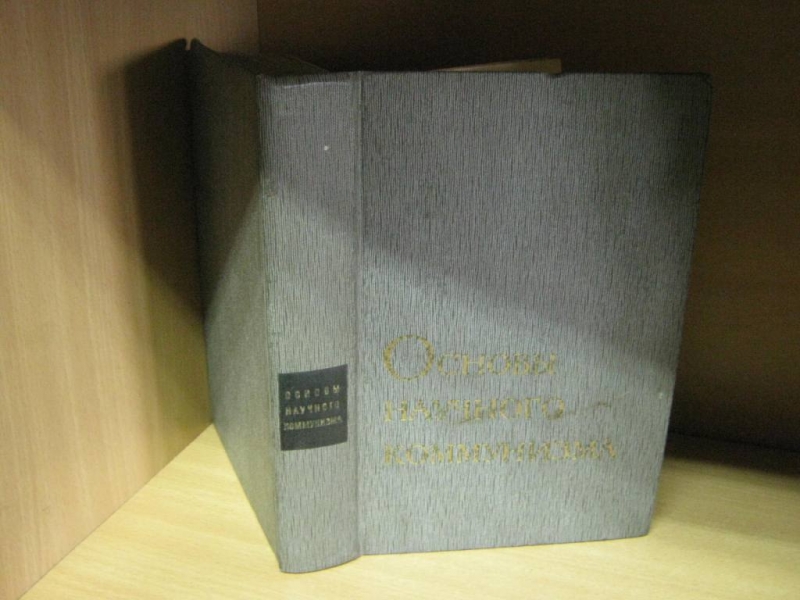 ОСНОВЫ
НАУЧНОГО
КОММУНИЗМА
Основы
научного
коммунизма